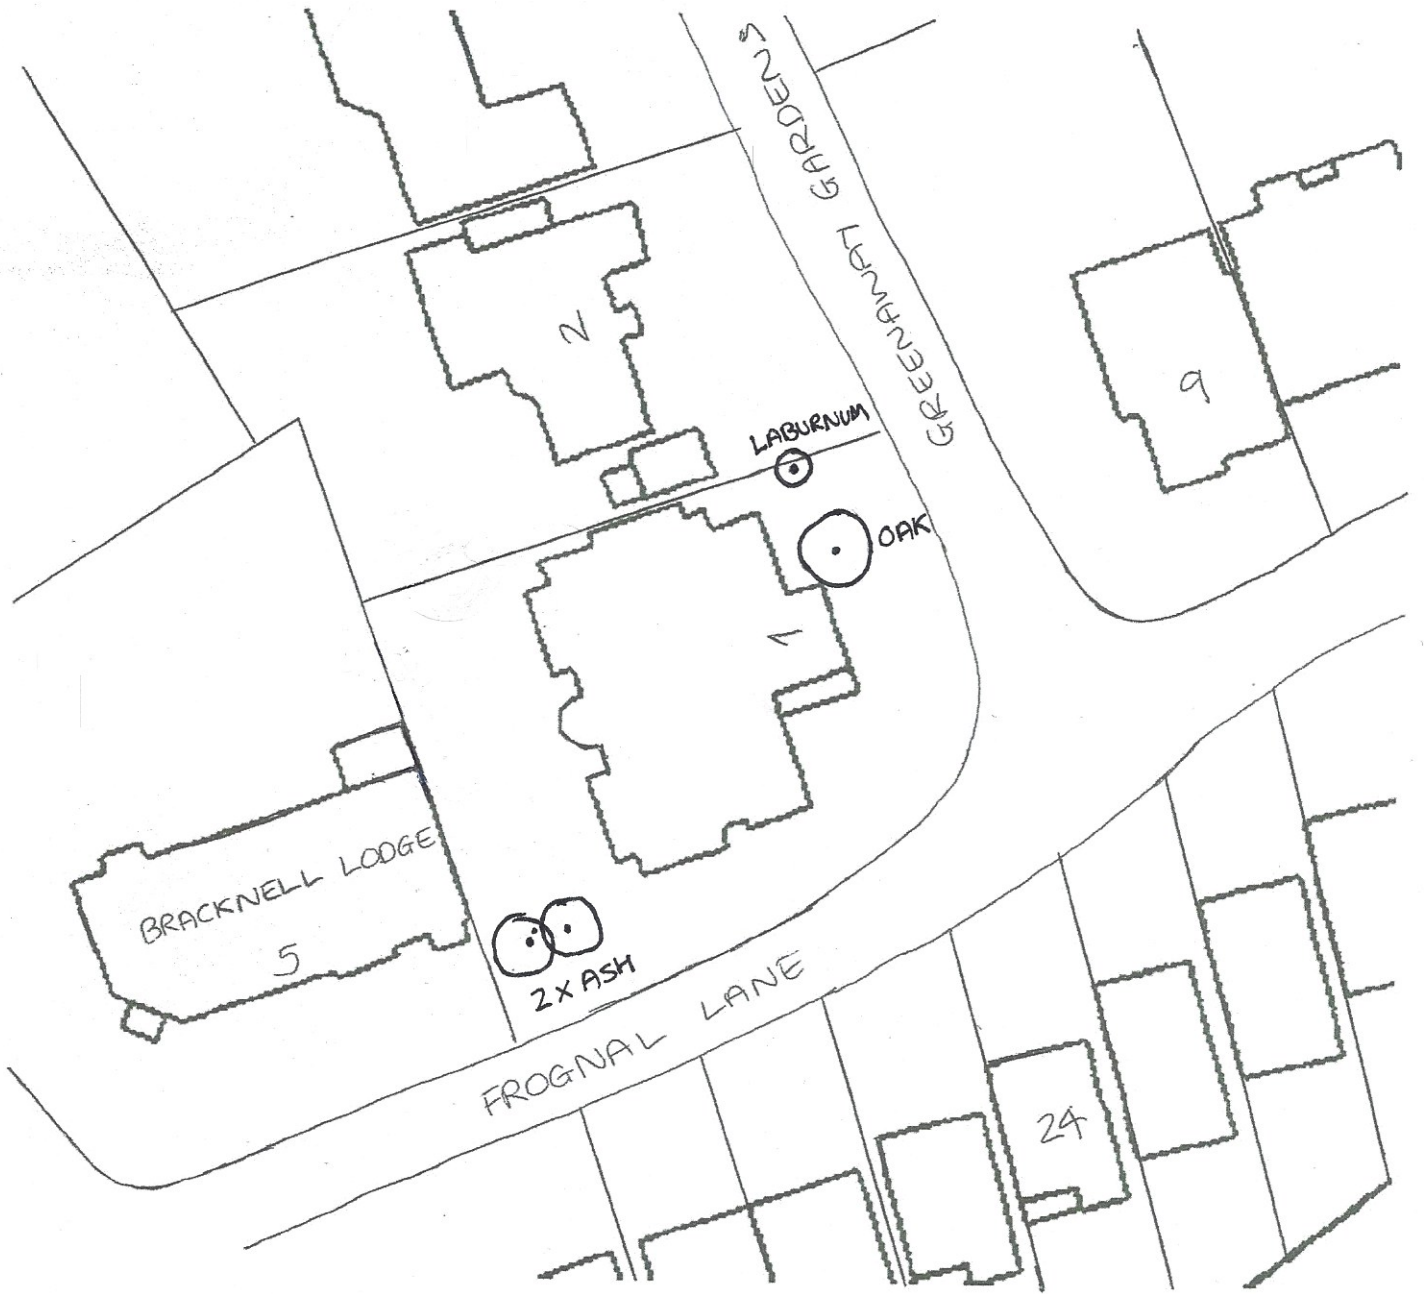 GREENAWAY GARDENS
2
9
LABURNUM
OAK
1
BRACKNELL LODGE
5
2 X ASH
FROGNAL LANE
24